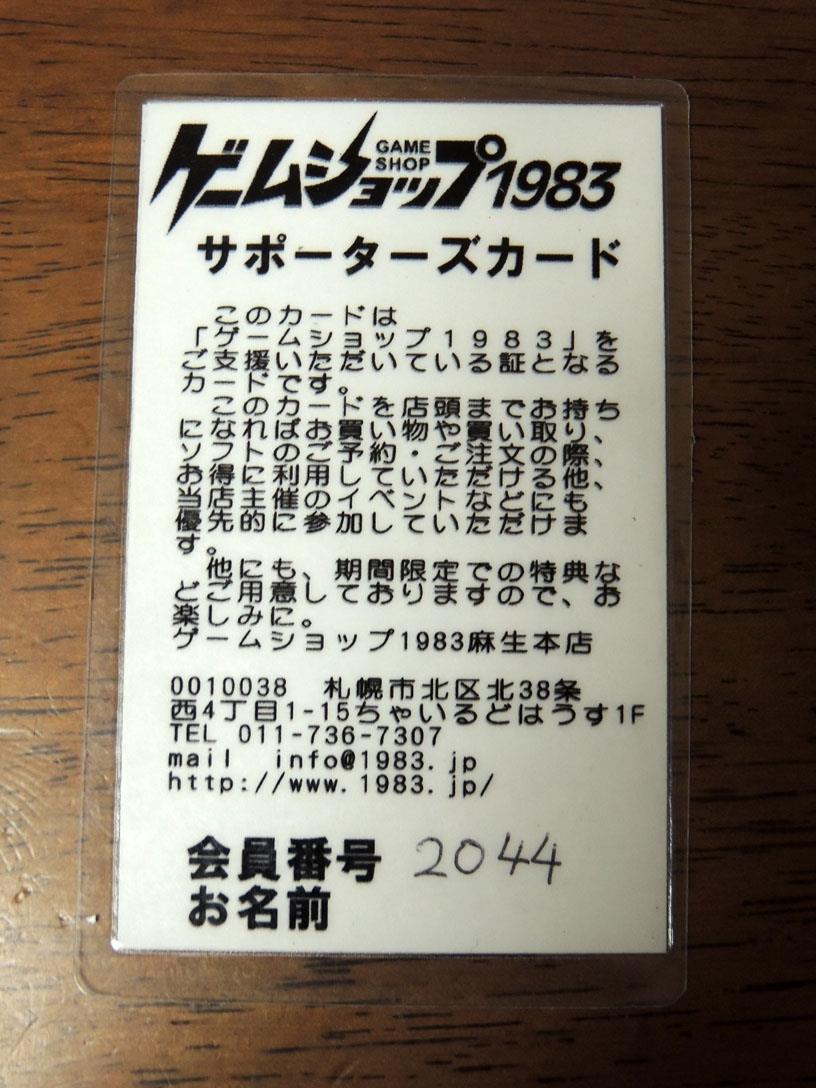 ゲームショップ1983
GAME
SHOP
サポーターズカード
このカードは
「ゲームショップ1983」を
ご支援いただいている証となる
カードです。
このカードを店頭までお持ち
になればお買い物や買い取り、
ソフトのご予約・ご注文の際、
お得に利用していただける他、
当店主催のイベントなどにも
優先的に参加していただけま
す。
他にも、期間限定での特典な
どご用意しておりますので、お
楽しみに。
ゲームショップ1983麻生本店
0010038 札幌市北区北38条
西4丁目1-15ちゃいるどはうす1F
TEL 011-736-7307
mail info@1983.jp
http://www.1983.jp/
会員番号 2044
お名前